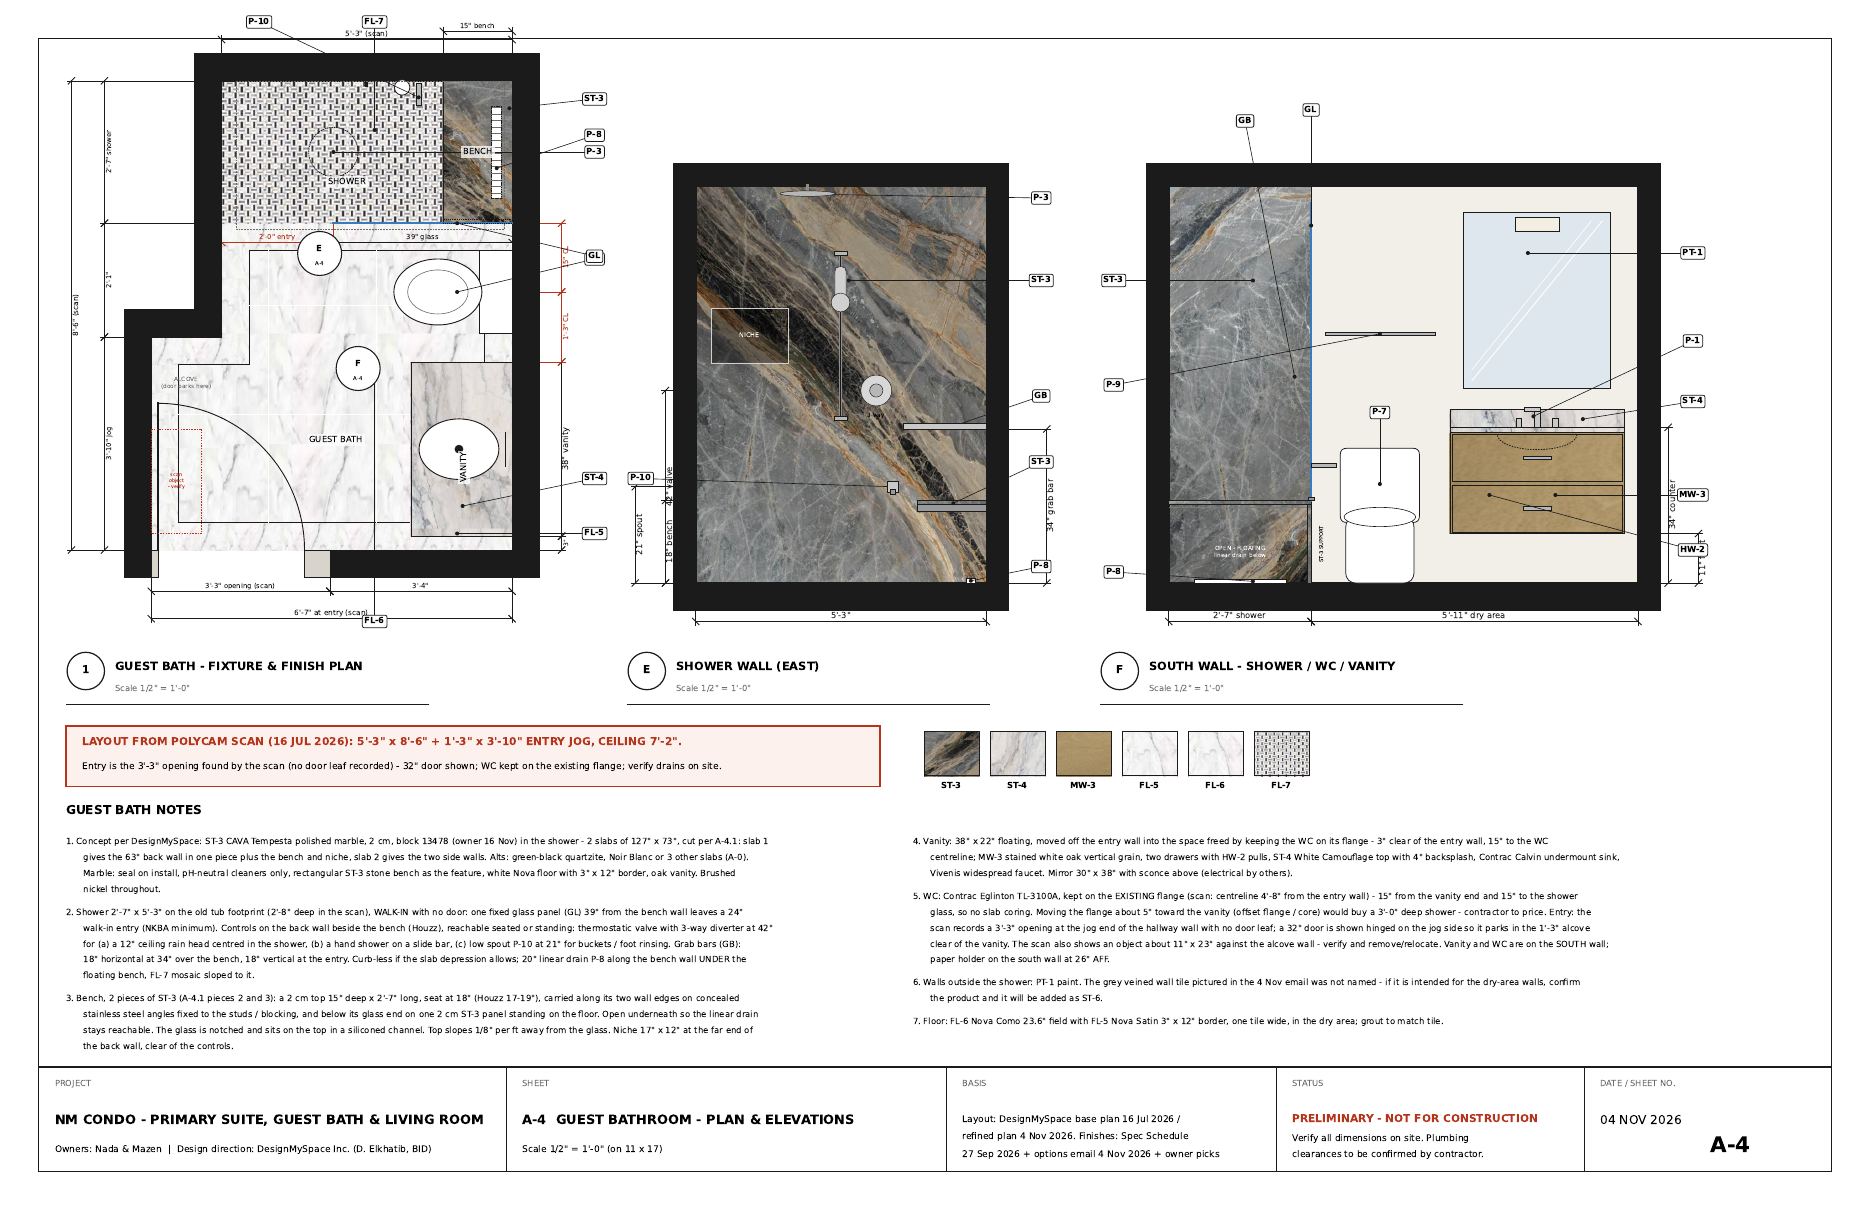 P-10
FL-7
15" bench
5'-3" (scan)
ST-3
P-8
P-3
BENCH
SHOWER
2'-7" shower
2'-0" entry
39" glass
E
A-4
GL
15" CL
2'-1"
8'-6" (scan)
1'-3" CL
F
A-4
ALCOVE
(door parks here)
3'-10" jog
GUEST BATH
VANITY
38" vanity
scan
object
- verify
ST-4
FL-5
3"
3'-3" opening (scan)
3'-4"
6'-7" at entry (scan)
FL-6
P-3
ST-3
NICHE
GB
3-way
ST-3
P-10
42" valve
18" bench
21" spout
34" grab bar
P-8
5'-3"
GB
GL
ST-3
PT-1
P-1
P-9
P-7
ST-4
MW-3
34" counter
HW-2
OPEN - FLOATING
linear drain below
ST-3 SUPPORT
P-8
2'-7" shower
5'-11" dry area
1
GUEST BATH - FIXTURE & FINISH PLAN
Scale 1/2" = 1'-0"
E
SHOWER WALL (EAST)
Scale 1/2" = 1'-0"
F
SOUTH WALL - SHOWER / WC / VANITY
Scale 1/2" = 1'-0"
LAYOUT FROM POLYCAM SCAN (16 JUL 2026): 5'-3" x 8'-6" + 1'-3" x 3'-10" ENTRY JOG, CEILING 7'-2".
Entry is the 3'-3" opening found by the scan (no door leaf recorded) - 32" door shown; WC kept on the existing flange; verify drains on site.
ST-3
ST-4
MW-3
FL-5
FL-6
FL-7
GUEST BATH NOTES
1. Concept per DesignMySpace: ST-3 CAVA Tempesta polished marble, 2 cm, block 13478 (owner 16 Nov) in the shower - 2 slabs of 127" x 73", cut per A-4.1: slab 1
gives the 63" back wall in one piece plus the bench and niche, slab 2 gives the two side walls. Alts: green-black quartzite, Noir Blanc or 3 other slabs (A-0).
Marble: seal on install, pH-neutral cleaners only, rectangular ST-3 stone bench as the feature, white Nova floor with 3" x 12" border, oak vanity. Brushed
nickel throughout.
2. Shower 2'-7" x 5'-3" on the old tub footprint (2'-8" deep in the scan), WALK-IN with no door: one fixed glass panel (GL) 39" from the bench wall leaves a 24"
walk-in entry (NKBA minimum). Controls on the back wall beside the bench (Houzz), reachable seated or standing: thermostatic valve with 3-way diverter at 42"
for (a) a 12" ceiling rain head centred in the shower, (b) a hand shower on a slide bar, (c) low spout P-10 at 21" for buckets / foot rinsing. Grab bars (GB):
18" horizontal at 34" over the bench, 18" vertical at the entry. Curb-less if the slab depression allows; 20" linear drain P-8 along the bench wall UNDER the
floating bench, FL-7 mosaic sloped to it.
3. Bench, 2 pieces of ST-3 (A-4.1 pieces 2 and 3): a 2 cm top 15" deep x 2'-7" long, seat at 18" (Houzz 17-19"), carried along its two wall edges on concealed
stainless steel angles fixed to the studs / blocking, and below its glass end on one 2 cm ST-3 panel standing on the floor. Open underneath so the linear drain
stays reachable. The glass is notched and sits on the top in a siliconed channel. Top slopes 1/8" per ft away from the glass. Niche 17" x 12" at the far end of
the back wall, clear of the controls.
4. Vanity: 38" x 22" floating, moved off the entry wall into the space freed by keeping the WC on its flange - 3" clear of the entry wall, 15" to the WC
centreline; MW-3 stained white oak vertical grain, two drawers with HW-2 pulls, ST-4 White Camouflage top with 4" backsplash, Contrac Calvin undermount sink,
Vivenis widespread faucet. Mirror 30" x 38" with sconce above (electrical by others).
5. WC: Contrac Eglinton TL-3100A, kept on the EXISTING flange (scan: centreline 4'-8" from the entry wall) - 15" from the vanity end and 15" to the shower
glass, so no slab coring. Moving the flange about 5" toward the vanity (offset flange / core) would buy a 3'-0" deep shower - contractor to price. Entry: the
scan records a 3'-3" opening at the jog end of the hallway wall with no door leaf; a 32" door is shown hinged on the jog side so it parks in the 1'-3" alcove
clear of the vanity. The scan also shows an object about 11" x 23" against the alcove wall - verify and remove/relocate. Vanity and WC are on the SOUTH wall;
paper holder on the south wall at 26" AFF.
6. Walls outside the shower: PT-1 paint. The grey veined wall tile pictured in the 4 Nov email was not named - if it is intended for the dry-area walls, confirm
the product and it will be added as ST-6.
7. Floor: FL-6 Nova Como 23.6" field with FL-5 Nova Satin 3" x 12" border, one tile wide, in the dry area; grout to match tile.
PROJECT
NM CONDO - PRIMARY SUITE, GUEST BATH & LIVING ROOM
Owners: Nada & Mazen | Design direction: DesignMySpace Inc. (D. Elkhatib, BID)
SHEET
A-4 GUEST BATHROOM - PLAN & ELEVATIONS
Scale 1/2" = 1'-0" (on 11 x 17)
BASIS
Layout: DesignMySpace base plan 16 Jul 2026 /
refined plan 4 Nov 2026. Finishes: Spec Schedule
27 Sep 2026 + options email 4 Nov 2026 + owner picks
STATUS
PRELIMINARY - NOT FOR CONSTRUCTION
Verify all dimensions on site. Plumbing
clearances to be confirmed by contractor.
DATE / SHEET NO.
04 NOV 2026
A-4